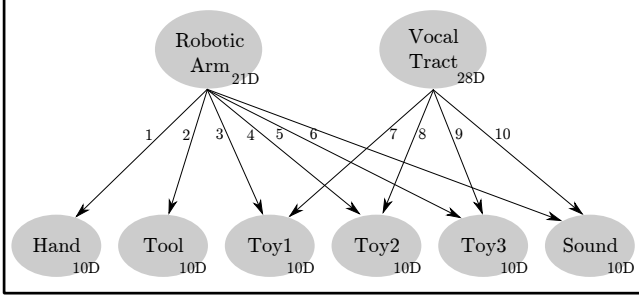 Robotic
Arm
21D
Vocal
Tract
28D
1
2
3
4
5
6
7
8
9
10
Hand
10D
Tool
10D
Toy1
10D
Toy2
10D
Toy3
10D
Sound
10D